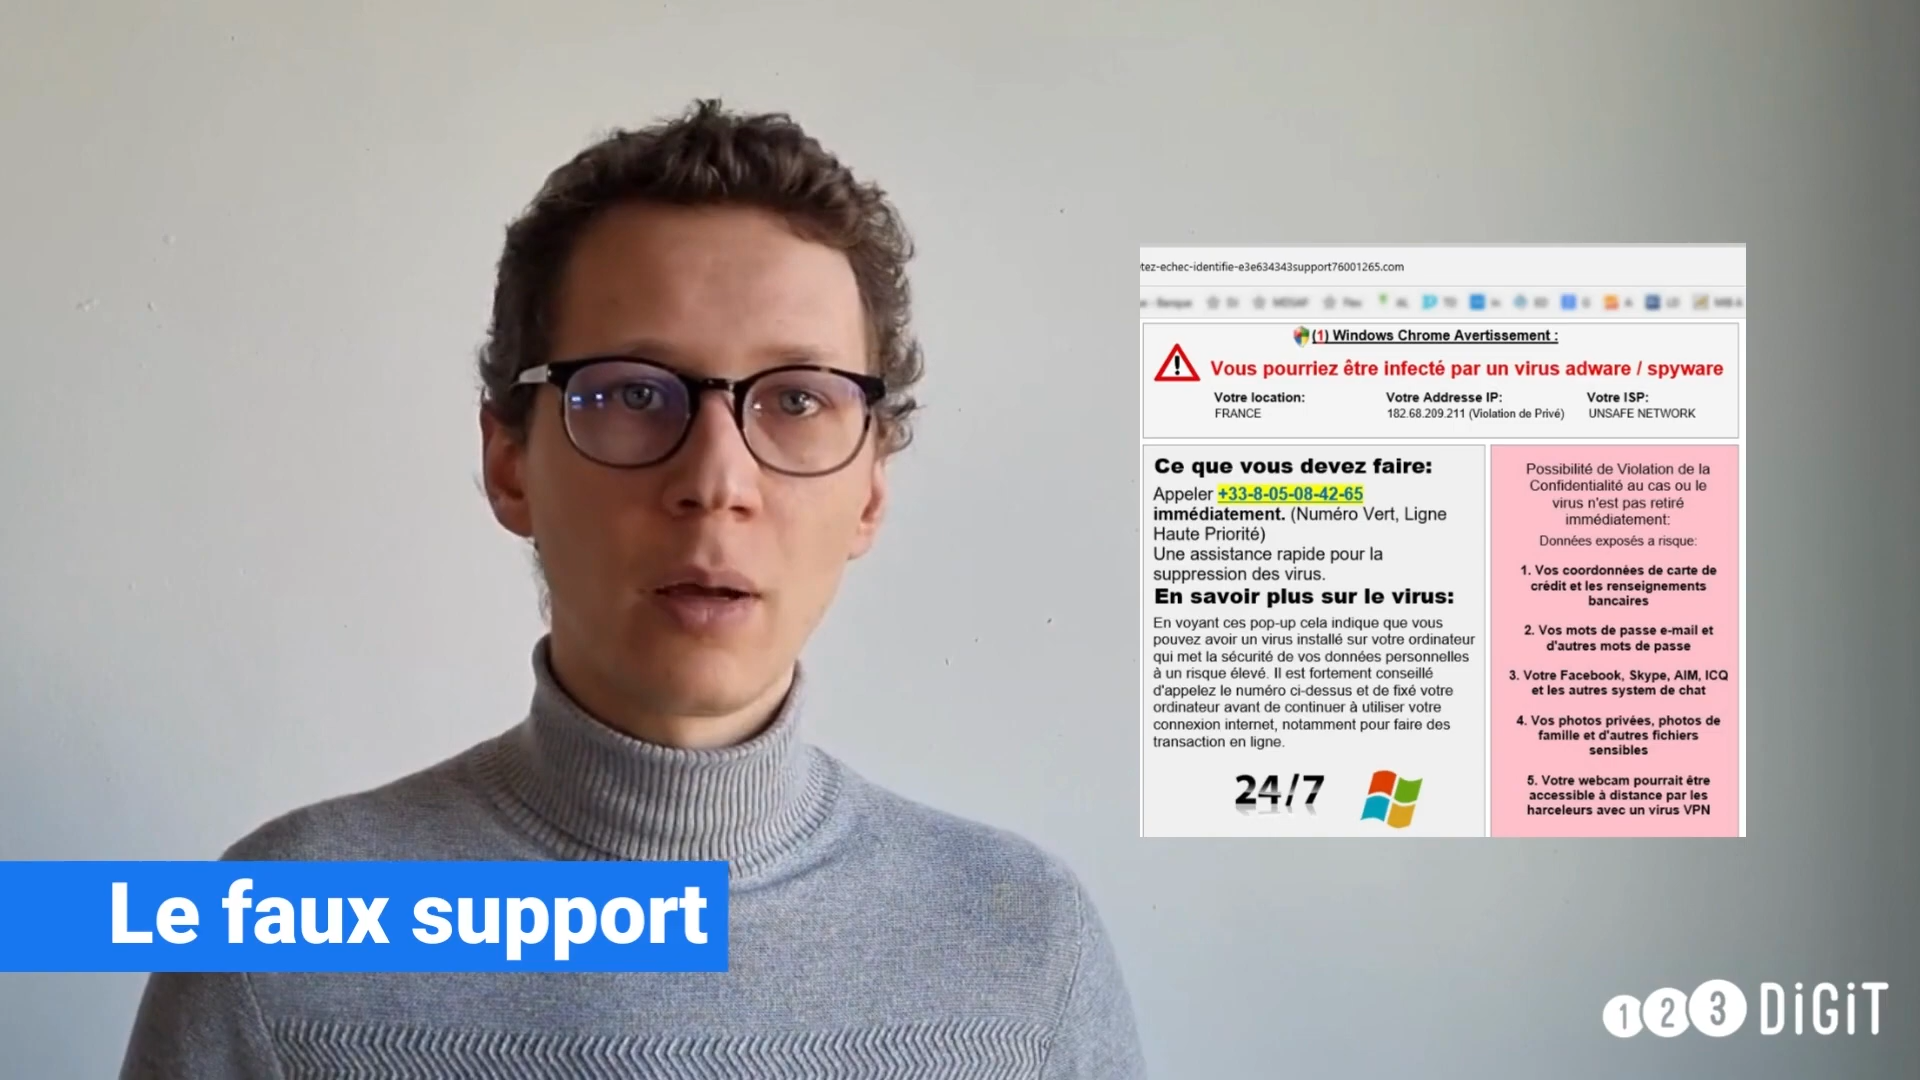 tez-echec-identifie-e3e634343support76001265.com
(1) Windows Chrome Avertissement :
Vous pourriez être infecté par un virus adware / spyware
Votre location:
FRANCE
Votre Addresse IP:
182.68.209.211 (Violation de Privé)
Votre ISP:
UNSAFE NETWORK
Ce que vous devez faire:
Appeler +33-8-05-08-42-65
immédiatement. (Numéro Vert, Ligne
Haute Priorité)
Une assistance rapide pour la
suppression des virus.
En savoir plus sur le virus:
En voyant ces pop-up cela indique que vous
pouvez avoir un virus installé sur votre ordinateur
qui met la sécurité de vos données personnelles
à un risque élevé. Il est fortement conseillé
d'appelez le numéro ci-dessus et de fixé votre
ordinateur avant de continuer à utiliser votre
connexion internet, notamment pour faire des
transaction en ligne.
24/7
Possibilité de Violation de la
Confidentialité au cas ou le
virus n'est pas retiré
immédiatement:
Données exposés a risque:
1. Vos coordonnées de carte de
crédit et les renseignements
bancaires
2. Vos mots de passe e-mail et
d'autres mots de passe
3. Votre Facebook, Skype, AIM, ICQ
et les autres system de chat
4. Vos photos privées, photos de
famille et d'autres fichiers
sensibles
5. Votre webcam pourrait être
accessible à distance par les
harceleurs avec un virus VPN
Le faux support
1 2 3 DiGiT